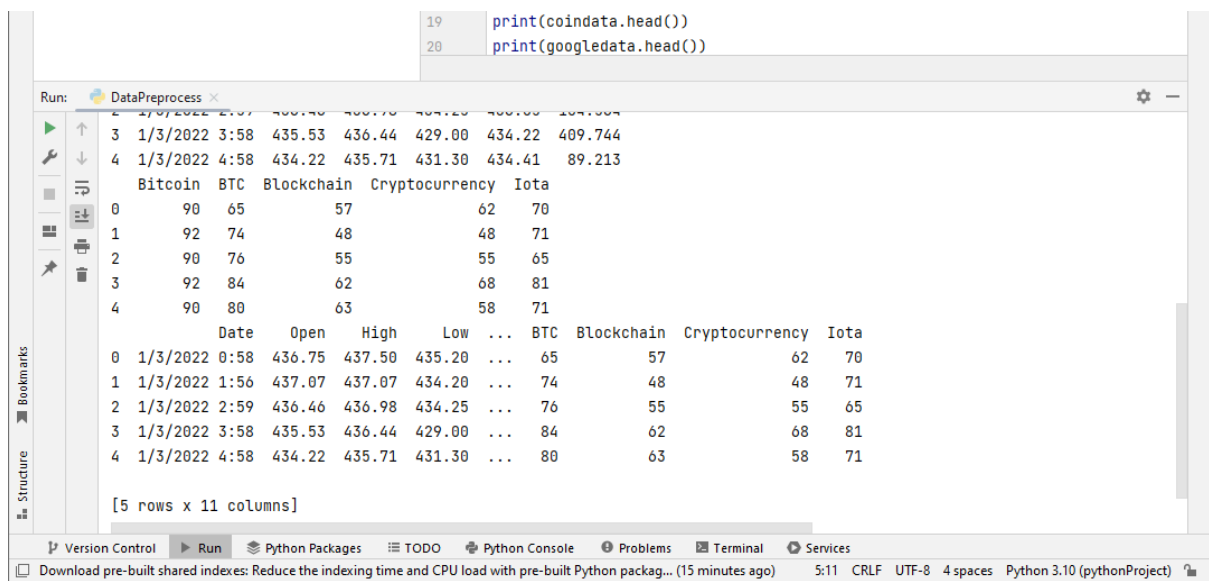 19 print(coindata.head())
20 print(googledata.head())
Run: DataPreprocess
3 1/3/2022 3:58 435.53 436.44 429.00 434.22 409.744
4 1/3/2022 4:58 434.22 435.71 431.30 434.41 89.213
Bitcoin BTC Blockchain Cryptocurrency Iota
0 90 65 57 62 70
1 92 74 48 48 71
2 90 76 55 55 65
3 92 84 62 68 81
4 90 80 63 58 71
Date Open High Low ... BTC Blockchain Cryptocurrency Iota
0 1/3/2022 0:58 436.75 437.50 435.20 ... 65 57 62 70
1 1/3/2022 1:56 437.07 437.07 434.20 ... 74 48 48 71
2 1/3/2022 2:59 436.46 436.98 434.25 ... 76 55 55 65
3 1/3/2022 3:58 435.53 436.44 429.00 ... 84 62 68 81
4 1/3/2022 4:58 434.22 435.71 431.30 ... 80 63 58 71
[5 rows x 11 columns]
Bookmarks
Structure
Version Control Run Python Packages TODO Python Console Problems Terminal Services
Download pre-built shared indexes: Reduce the indexing time and CPU load with pre-built Python packag... (15 minutes ago) 5:11 CRLF UTF-8 4 spaces Python 3.10 (pythonProject)